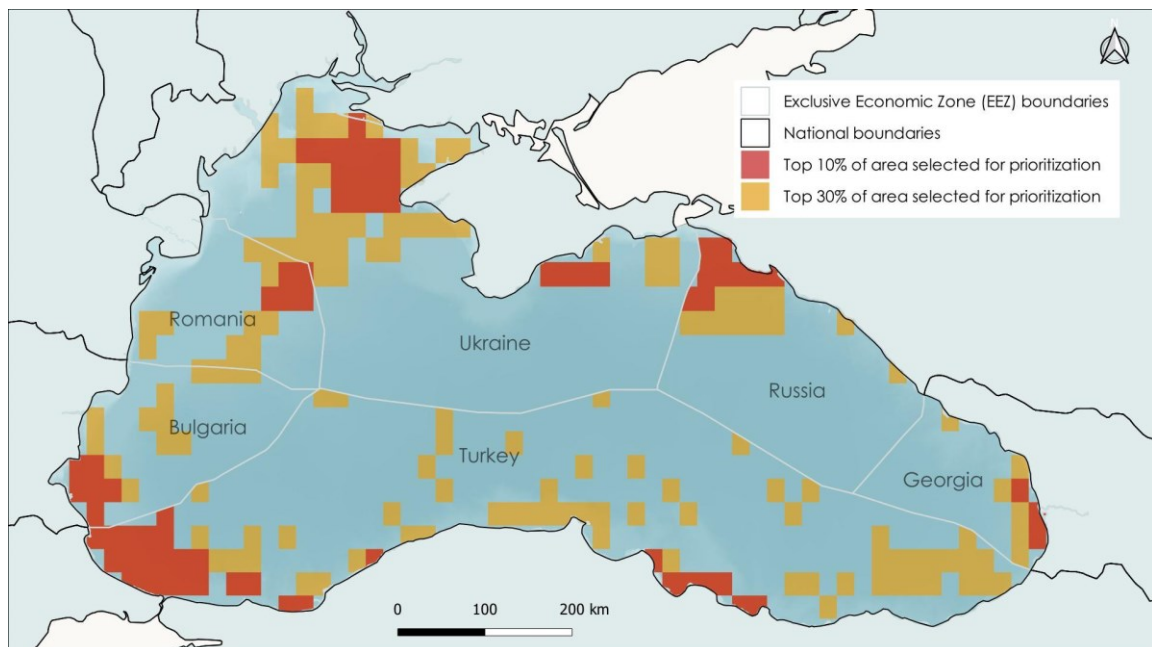 N
Exclusive Economic Zone (EEZ) boundaries
National boundaries
Top 10% of area selected for prioritization
Top 30% of area selected for prioritization
Romania
Ukraine
Russia
Bulgaria
Turkey
Georgia
0 100 200 km